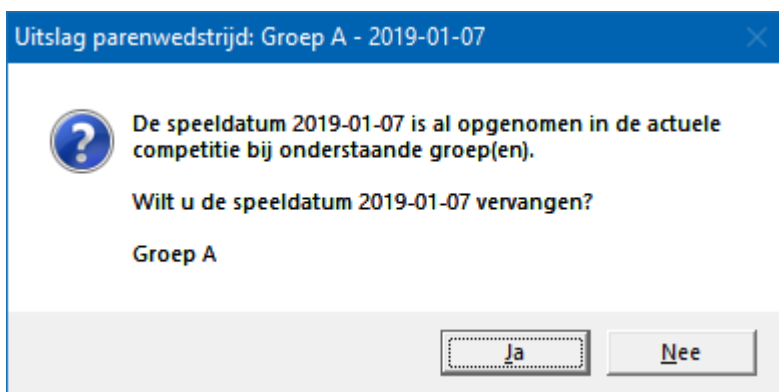 Uitslag parenwedstrijd: Groep A - 2019-01-07
De speeldatum 2019-01-07 is al opgenomen in de actuele
competitie bij onderstaande groep(en).
Wilt u de speeldatum 2019-01-07 vervangen?
Groep A
Ja
Nee